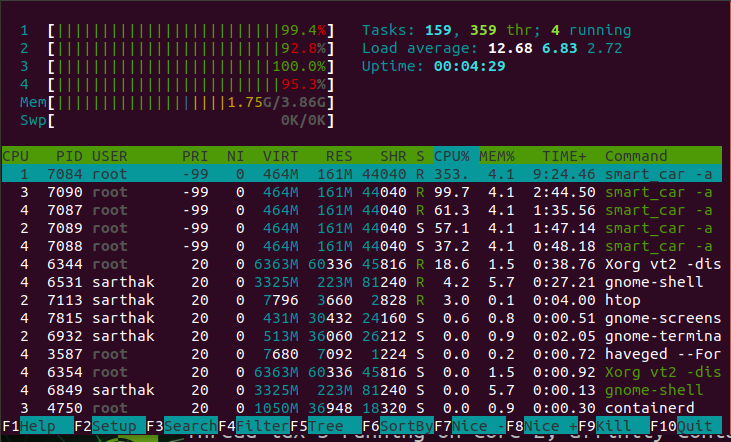 1 [||||||||||||||||||||||||||||99.4%] Tasks: 159, 359 thr; 4 running
2 [||||||||||||||||||||||||||||92.8%] Load average: 12.68 6.83 2.72
3 [|||||||||||||||||||||||||||100.0%] Uptime: 00:04:29
4 [||||||||||||||||||||||||||||95.3%]
Mem[|||||||||||||||||||||1.75G/3.86G]
Swp[ 0K/0K]
CPU PID USER PRI NI VIRT RES SHR S CPU% MEM% TIME+ Command
1 7084 root -99 0 464M 161M 44040 R 353. 4.1 9:24.46 smart_car -a
3 7090 root -99 0 464M 161M 44040 R 99.7 4.1 2:44.50 smart_car -a
4 7087 root -99 0 464M 161M 44040 R 61.3 4.1 1:35.56 smart_car -a
2 7089 root -99 0 464M 161M 44040 S 57.1 4.1 1:47.14 smart_car -a
4 7088 root -99 0 464M 161M 44040 S 37.2 4.1 0:48.18 smart_car -a
4 6344 root 20 0 6363M 60336 45816 R 18.6 1.5 0:38.76 Xorg vt2 -dis
4 6531 sarthak 20 0 3325M 223M 81240 R 4.2 5.7 0:27.21 gnome-shell
2 7113 sarthak 20 0 7796 3660 2828 R 3.0 0.1 0:04.00 htop
4 7815 sarthak 20 0 431M 30432 24160 S 0.6 0.8 0:00.51 gnome-screens
2 6932 sarthak 20 0 513M 36060 26212 S 0.0 0.9 0:02.05 gnome-termina
4 3587 root 20 0 7680 7092 1224 S 0.0 0.2 0:00.72 haveged --For
4 6354 root 20 0 6363M 60336 45816 S 0.0 1.5 0:00.92 Xorg vt2 -dis
4 6849 sarthak 20 0 3325M 223M 81240 S 0.0 5.7 0:00.13 gnome-shell
3 4750 root 20 0 1050M 36948 18320 S 0.0 0.9 0:00.30 containerd
F1Help F2Setup F3SearchF4FilterF5Tree F6SortByF7Nice -F8Nice +F9Kill F10Quit